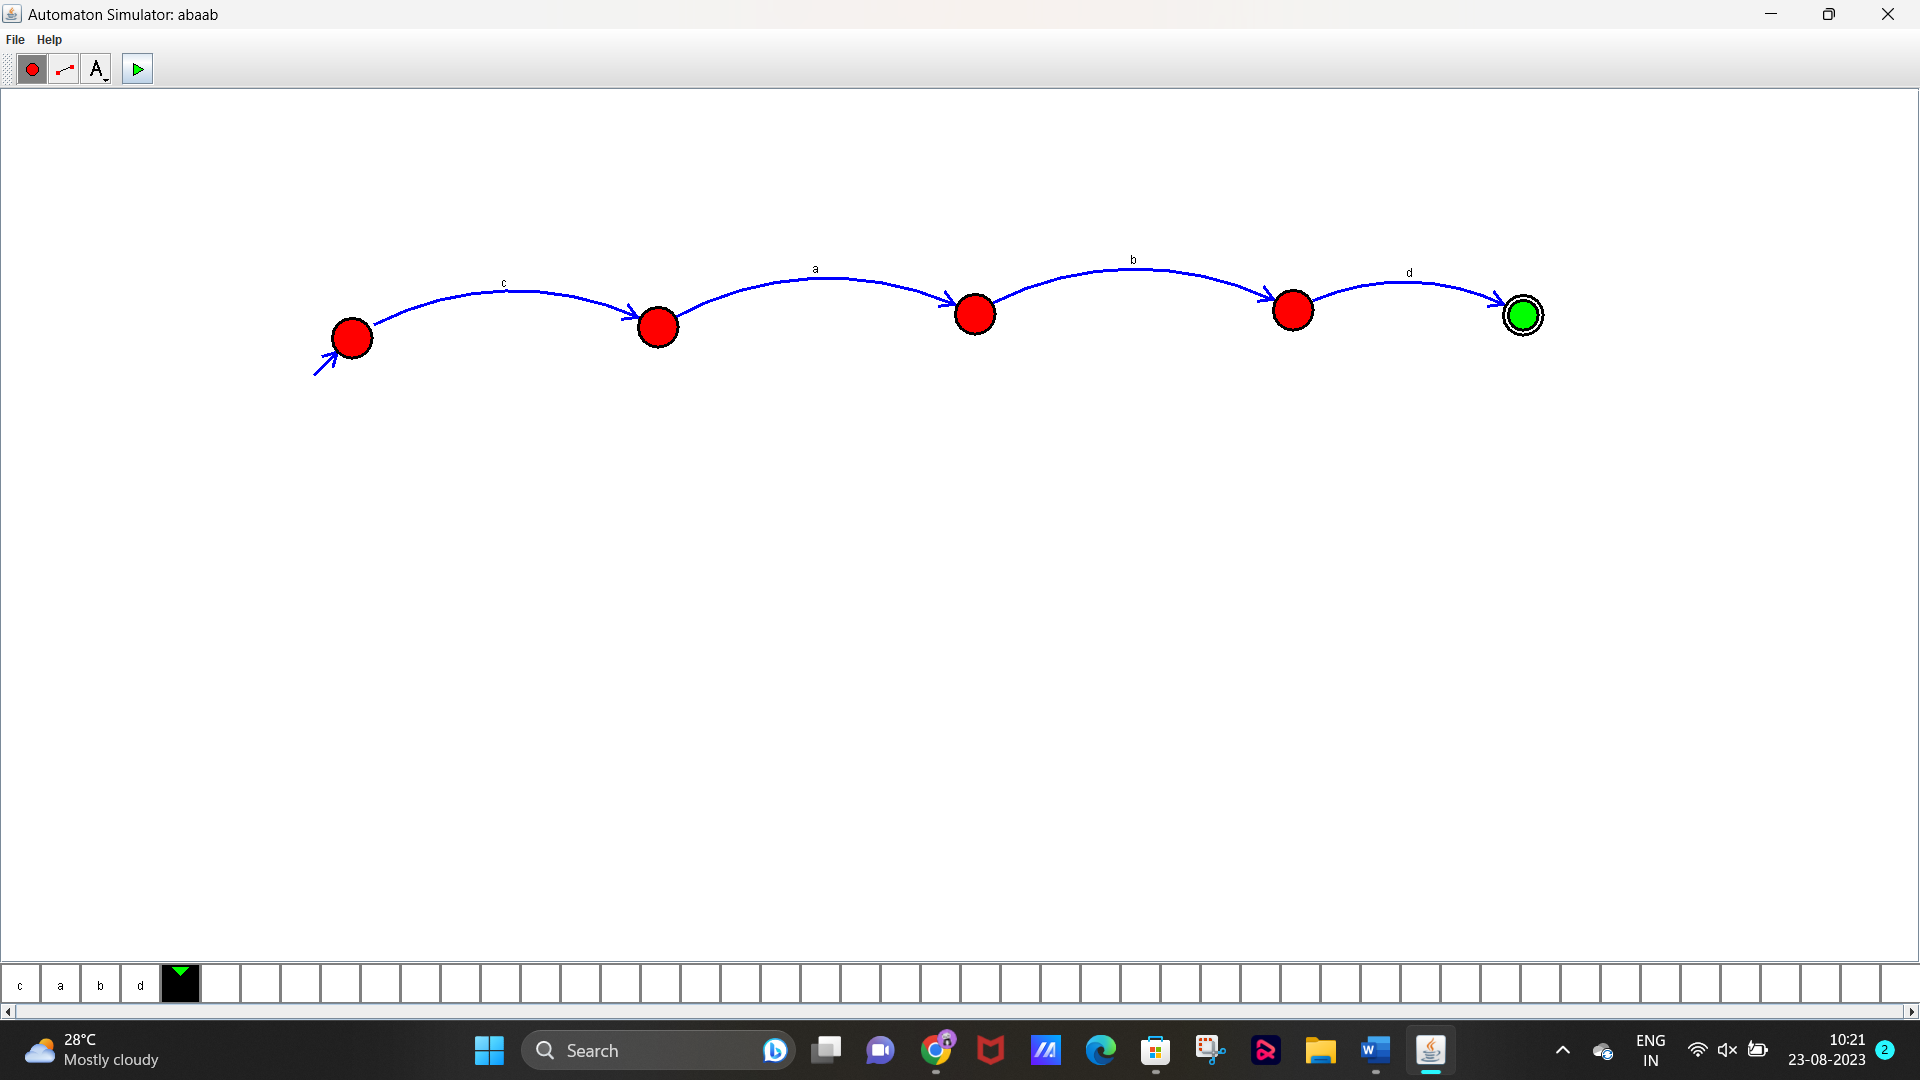 Automaton Simulator: abaab
File Help
A
c
a
b
d
c a b d
28°C
Mostly cloudy
Search
ENG
IN
10:21
23-08-2023
2